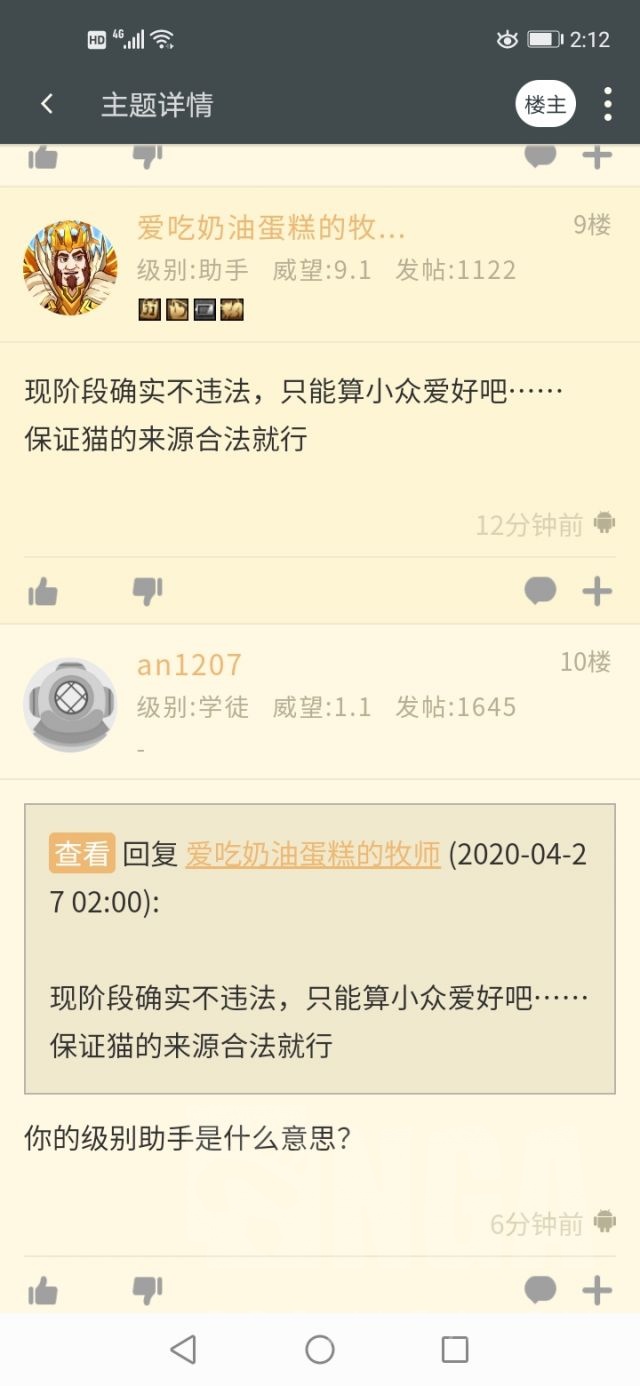 HD 4G 2:12
主题详情 楼主
爱吃奶油蛋糕的牧... 9楼
级别:助手 威望:9.1 发帖:1122
现阶段确实不违法，只能算小众爱好吧……
保证猫的来源合法就行
12分钟前
an1207 10楼
级别:学徒 威望:1.1 发帖:1645
-
查看 回复 爱吃奶油蛋糕的牧师 (2020-04-2
7 02:00):
现阶段确实不违法，只能算小众爱好吧……
保证猫的来源合法就行
你的级别助手是什么意思？
6分钟前